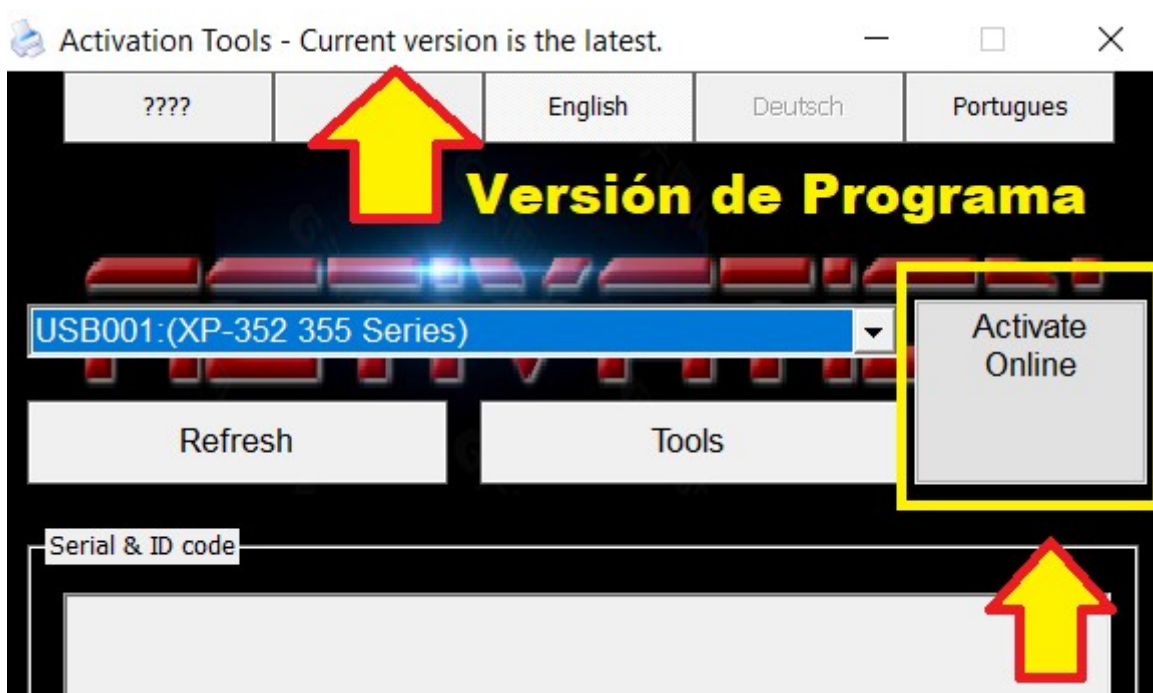 Activation Tools - Current version is the latest.
???? English Deutsch Portugues
Versión de Programa
USB001:(XP-352 355 Series)
Activate
Online
Refresh Tools
Serial & ID code